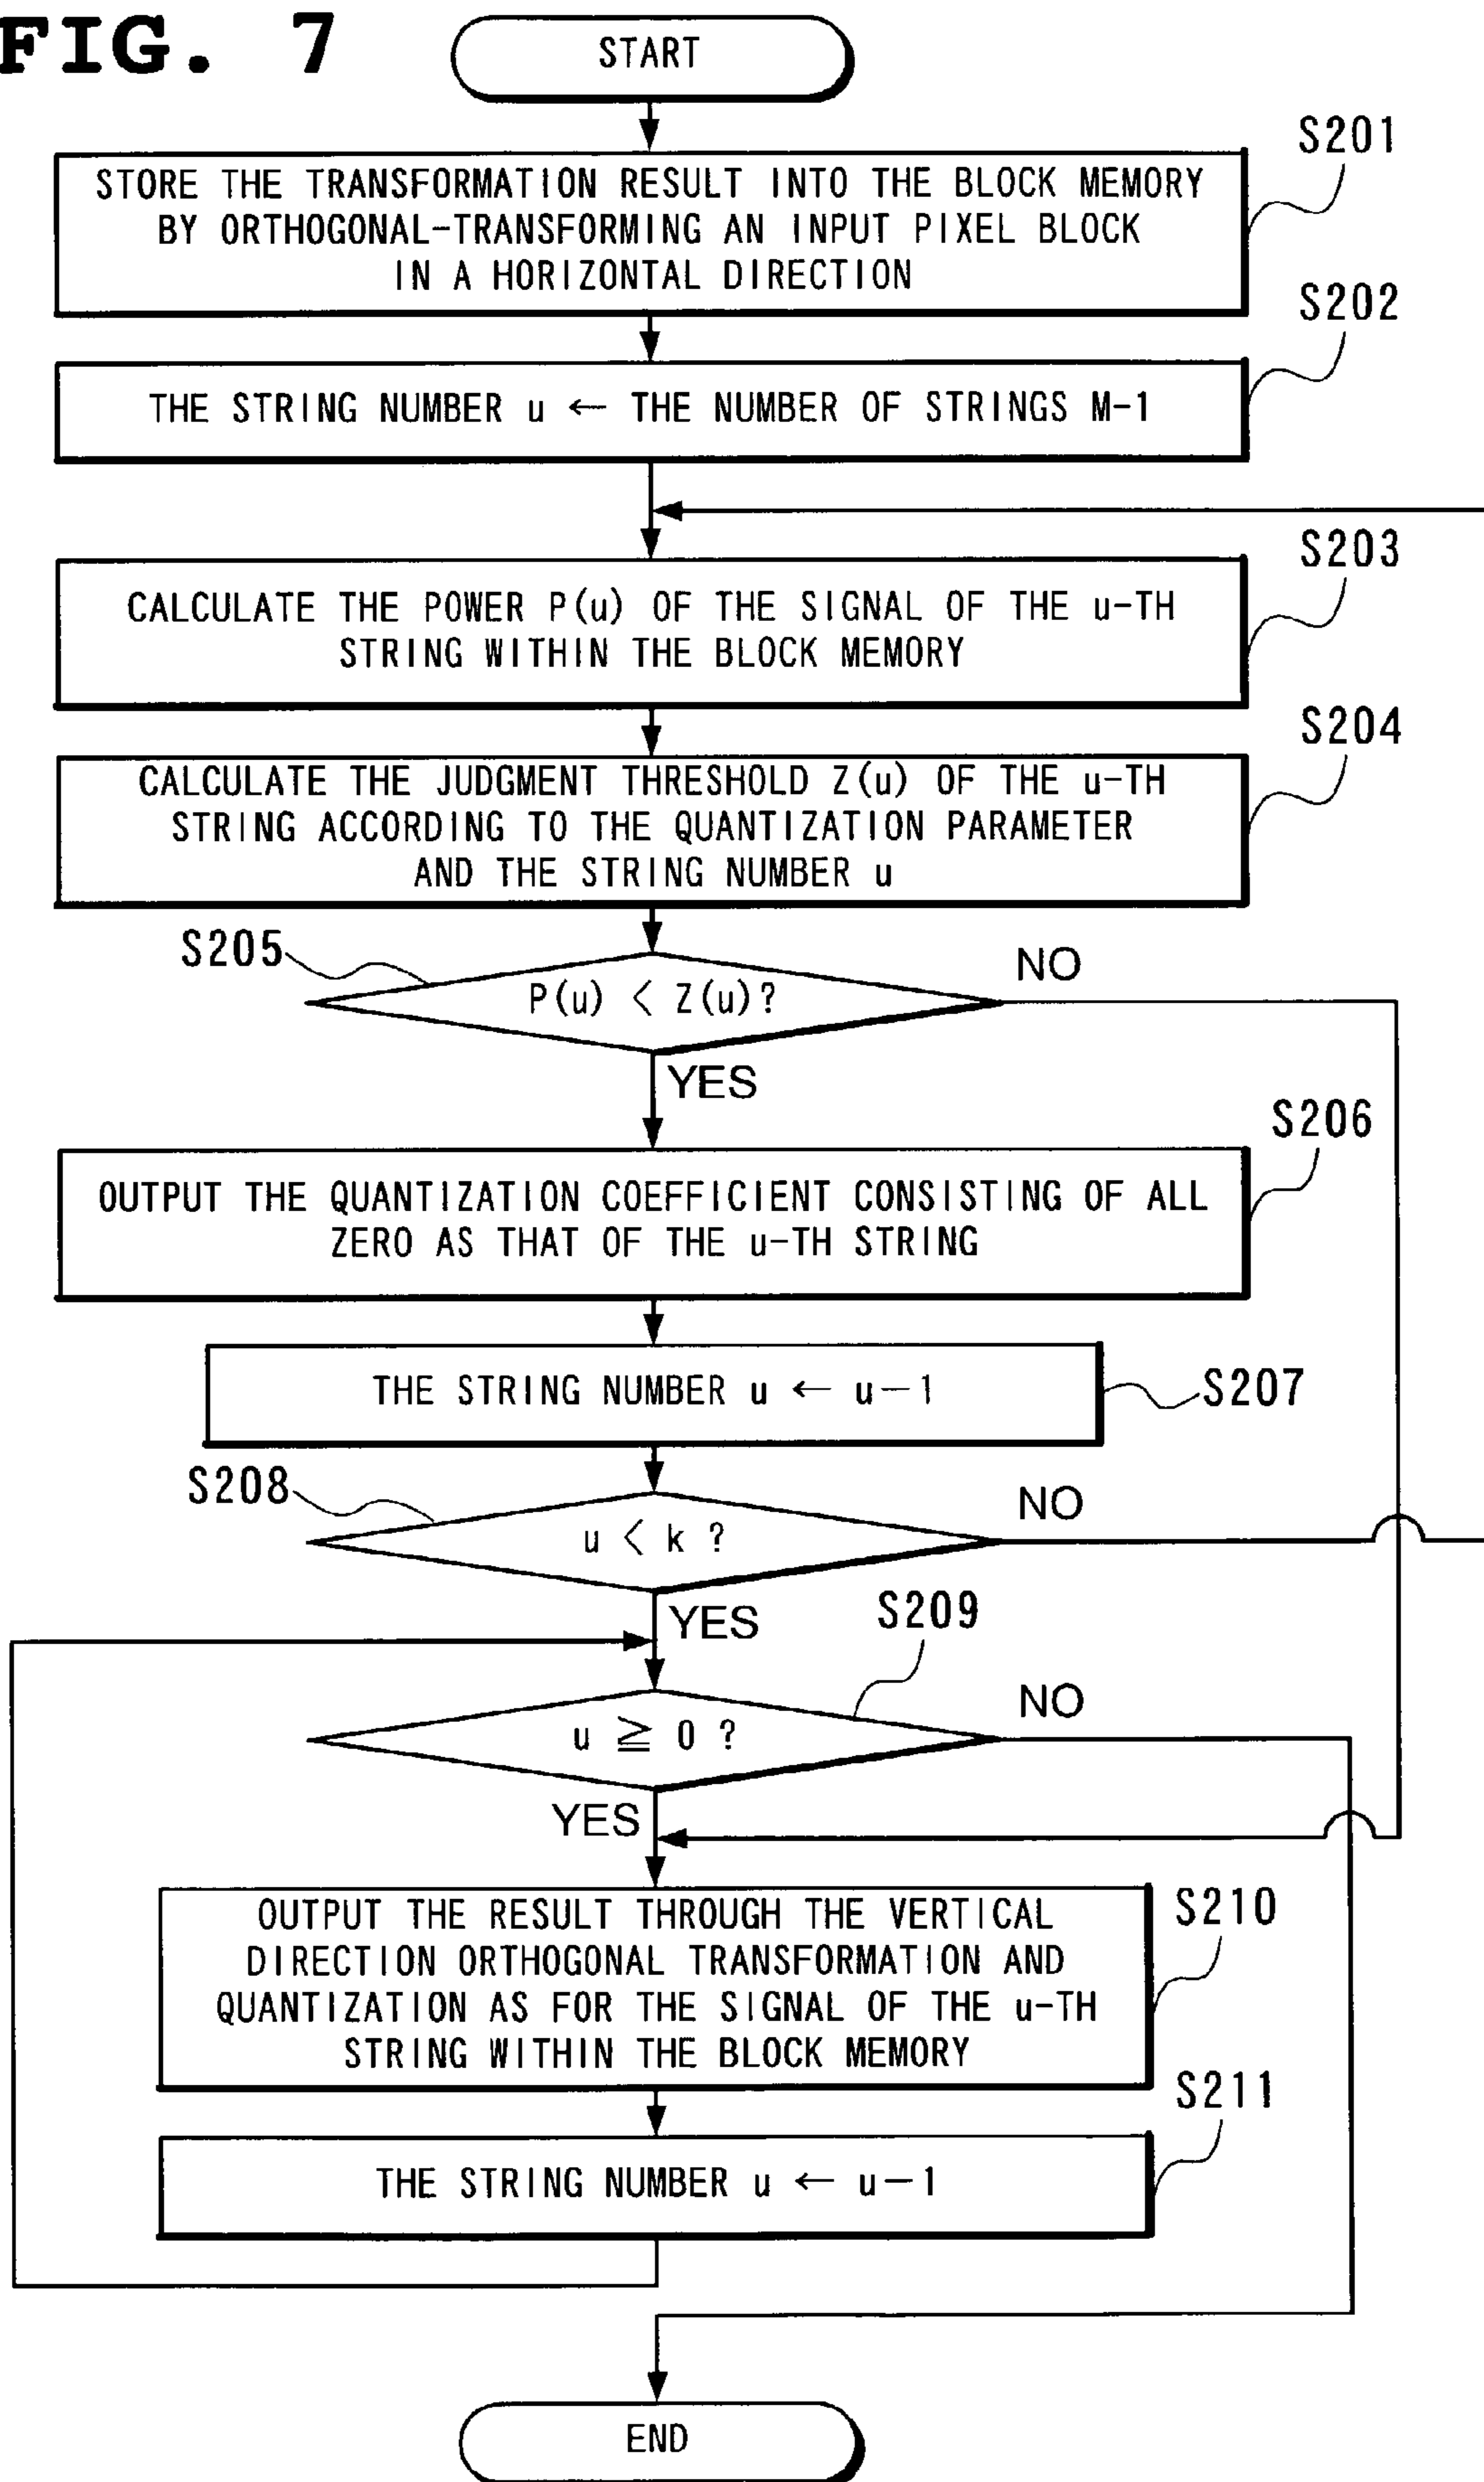 FIG. 7
START
S201
STORE THE TRANSFORMATION RESULT INTO THE BLOCK MEMORY
BY ORTHOGONAL-TRANSFORMING AN INPUT PIXEL BLOCK
IN A HORIZONTAL DIRECTION
S202
THE STRING NUMBER u ← THE NUMBER OF STRINGS M-1
S203
CALCULATE THE POWER P(u) OF THE SIGNAL OF THE u-TH
STRING WITHIN THE BLOCK MEMORY
S204
CALCULATE THE JUDGMENT THRESHOLD Z(u) OF THE u-TH
STRING ACCORDING TO THE QUANTIZATION PARAMETER
AND THE STRING NUMBER u
S205
P(u) < Z(u)?
NO
YES
S206
OUTPUT THE QUANTIZATION COEFFICIENT CONSISTING OF ALL
ZERO AS THAT OF THE u-TH STRING
THE STRING NUMBER u ← u-1
S207
S208
u < k ?
NO
YES
S209
u ≧ 0 ?
NO
YES
S210
OUTPUT THE RESULT THROUGH THE VERTICAL
DIRECTION ORTHOGONAL TRANSFORMATION AND
QUANTIZATION AS FOR THE SIGNAL OF THE u-TH
STRING WITHIN THE BLOCK MEMORY
S211
THE STRING NUMBER u ← u-1
END